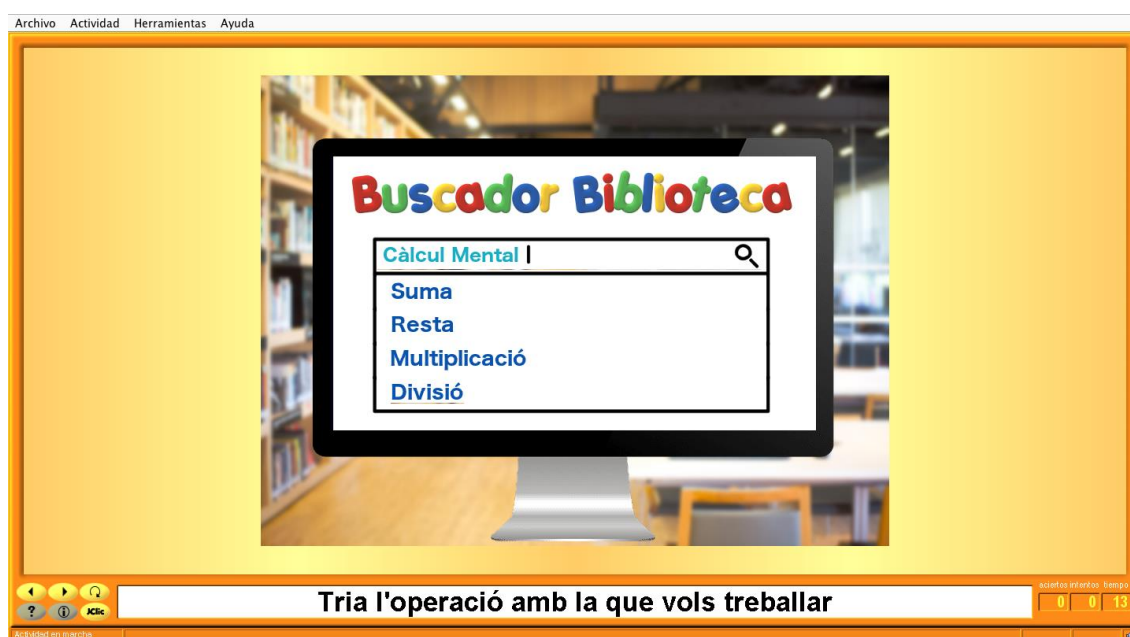 Archivo Actividad Herramientas Ayuda
Buscador Biblioteca
Càlcul Mental
Suma
Resta
Multiplicació
Divisió
Tria l'operació amb la que vols treballar
aciertos intentos tiempo
0 0 13
? i JClic
Actividad en marcha